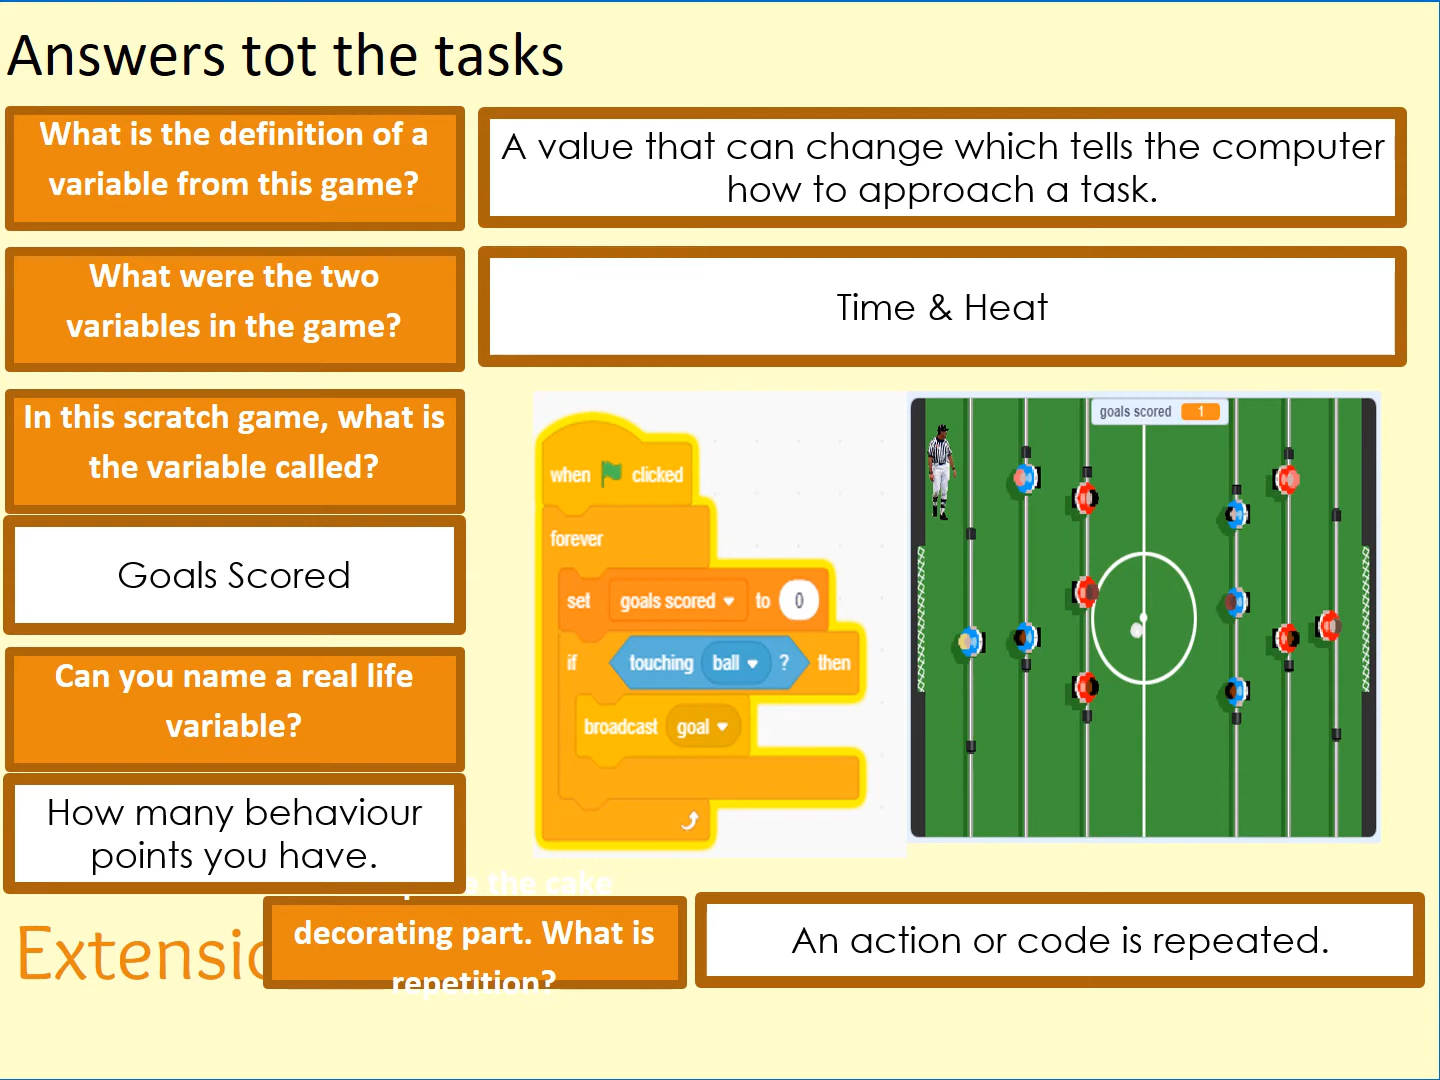 Answers tot the tasks
What is the definition of a
variable from this game?
A value that can change which tells the computer
how to approach a task.
What were the two
variables in the game?
Time & Heat
In this scratch game, what is
the variable called?
Goals Scored
when clicked
forever
set goals scored to 0
if touching ball ? then
broadcast goal
goals scored 1
Can you name a real life
variable?
How many behaviour
points you have.
the cake
decorating part. What is
repetition?
An action or code is repeated.